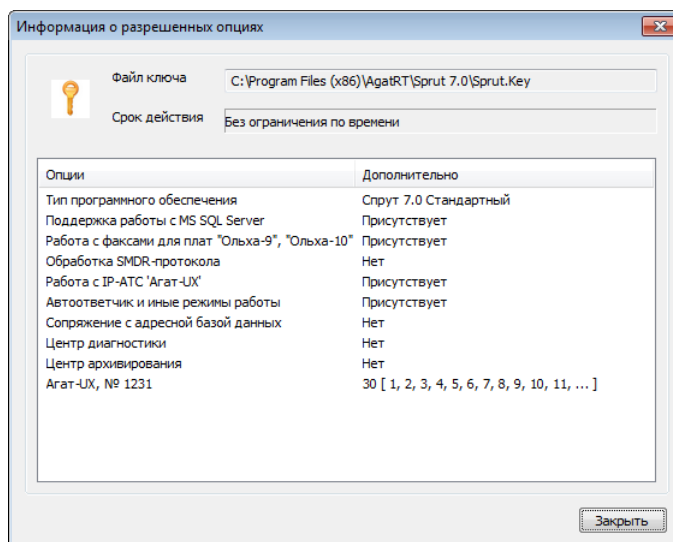 Информация о разрешенных опциях
Файл ключа C:\Program Files (x86)\AgatRT\Sprut 7.0\Sprut.Key
Срок действия Без ограничения по времени
Опции Дополнительно
Тип программного обеспечения Спрут 7.0 Стандартный
Поддержка работы с MS SQL Server Присутствует
Работа с факсами для плат "Ольха-9", "Ольха-10" Присутствует
Обработка SMDR-протокола Нет
Работа с IP-АТС 'Агат-UX' Присутствует
Автоответчик и иные режимы работы Присутствует
Сопряжение с адресной базой данных Нет
Центр диагностики Нет
Центр архивирования Нет
Агат-UX, № 1231 30 [ 1, 2, 3, 4, 5, 6, 7, 8, 9, 10, 11, ... ]
Закрыть